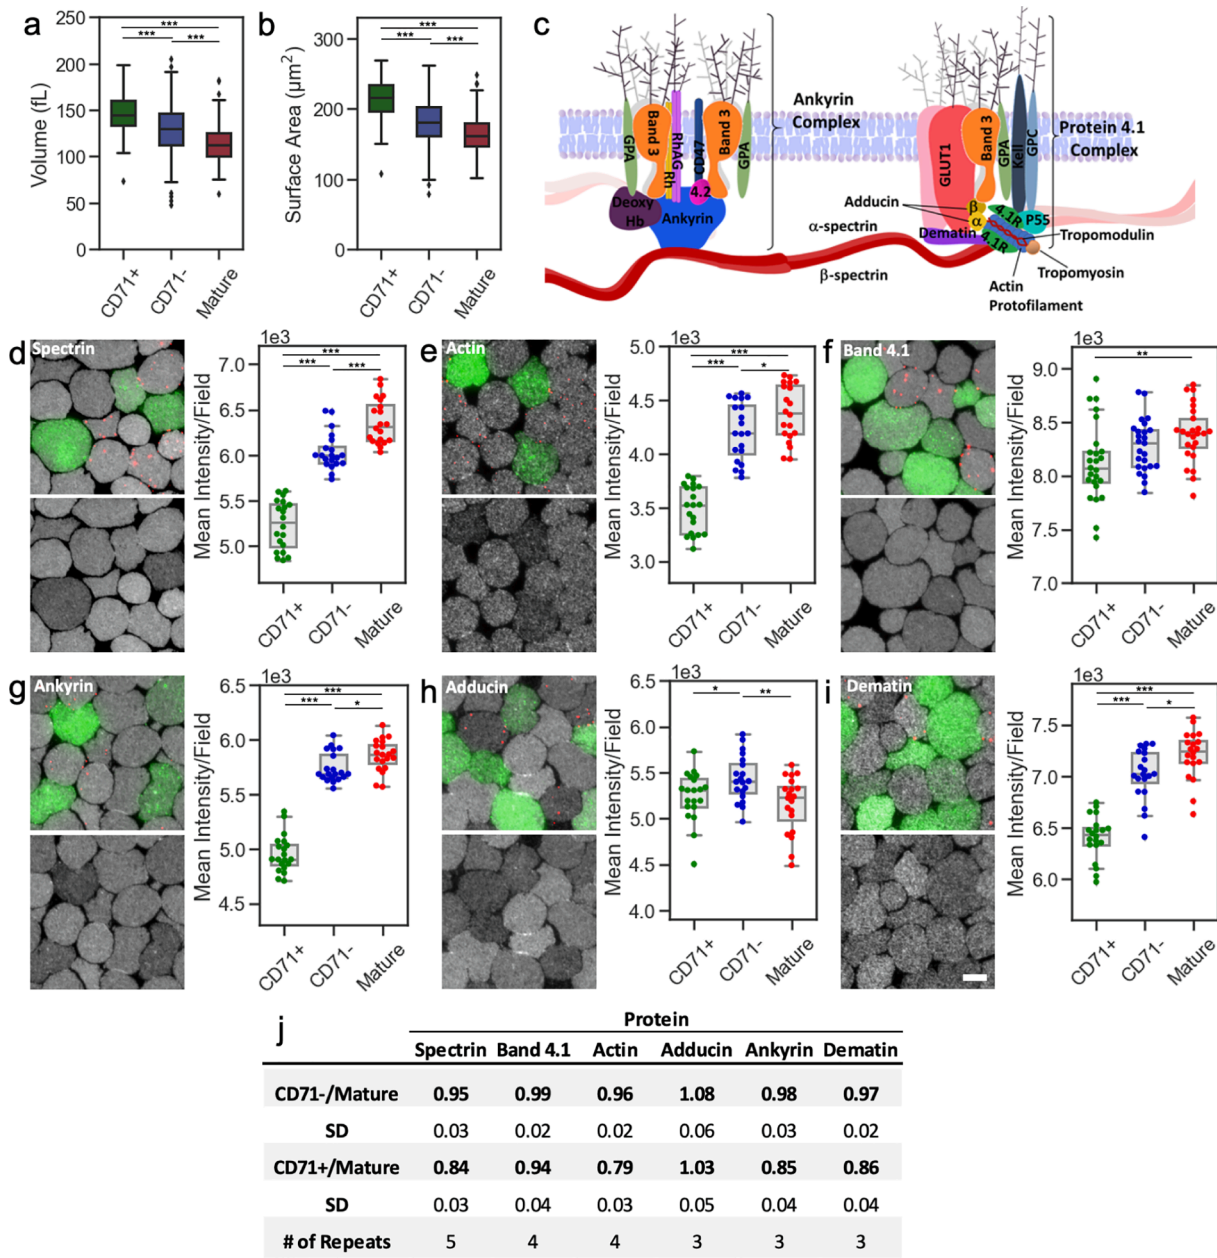 a
Volume (fL)
250
200
150
100
50
0
***
***
***
CD71+
CD71-
Mature
b
Surface Area (µm²)
300
200
100
0
***
***
***
CD71+
CD71-
Mature
c
Ankyrin
Complex
Protein 4.1
Complex
GPA
Band 3
RhAG
Rh
CD47
Band 3
GPA
4.2
Deoxy
Hb
Ankyrin
GLUT1
Band 3
GPA
Kell
GPC
Adducin
β
α
4.1R
P55
Dematin
4.1R
α-spectrin
β-spectrin
Tropomodulin
Tropomyosin
Actin
Protofilament
d
Spectrin
1e3
Mean Intensity/Field
7.0
6.5
6.0
5.5
5.0
***
***
***
CD71+
CD71-
Mature
e
Actin
1e3
Mean Intensity/Field
5.0
4.5
4.0
3.5
3.0
***
***
*
CD71+
CD71-
Mature
f
Band 4.1
1e3
Mean Intensity/Field
9.0
8.5
8.0
7.5
7.0
**
CD71+
CD71-
Mature
g
Ankyrin
1e3
Mean Intensity/Field
6.5
6.0
5.5
5.0
4.5
***
***
*
CD71+
CD71-
Mature
h
Adducin
1e3
Mean Intensity/Field
6.5
6.0
5.5
5.0
4.5
4.0
*
**
CD71+
CD71-
Mature
i
Dematin
1e3
Mean Intensity/Field
7.5
7.0
6.5
6.0
***
***
*
CD71+
CD71-
Mature
j
Protein
Spectrin Band 4.1 Actin Adducin Ankyrin Dematin
CD71-/Mature 0.95 0.99 0.96 1.08 0.98 0.97
SD 0.03 0.02 0.02 0.06 0.03 0.02
CD71+/Mature 0.84 0.94 0.79 1.03 0.85 0.86
SD 0.03 0.04 0.03 0.05 0.04 0.04
# of Repeats 5 4 4 3 3 3